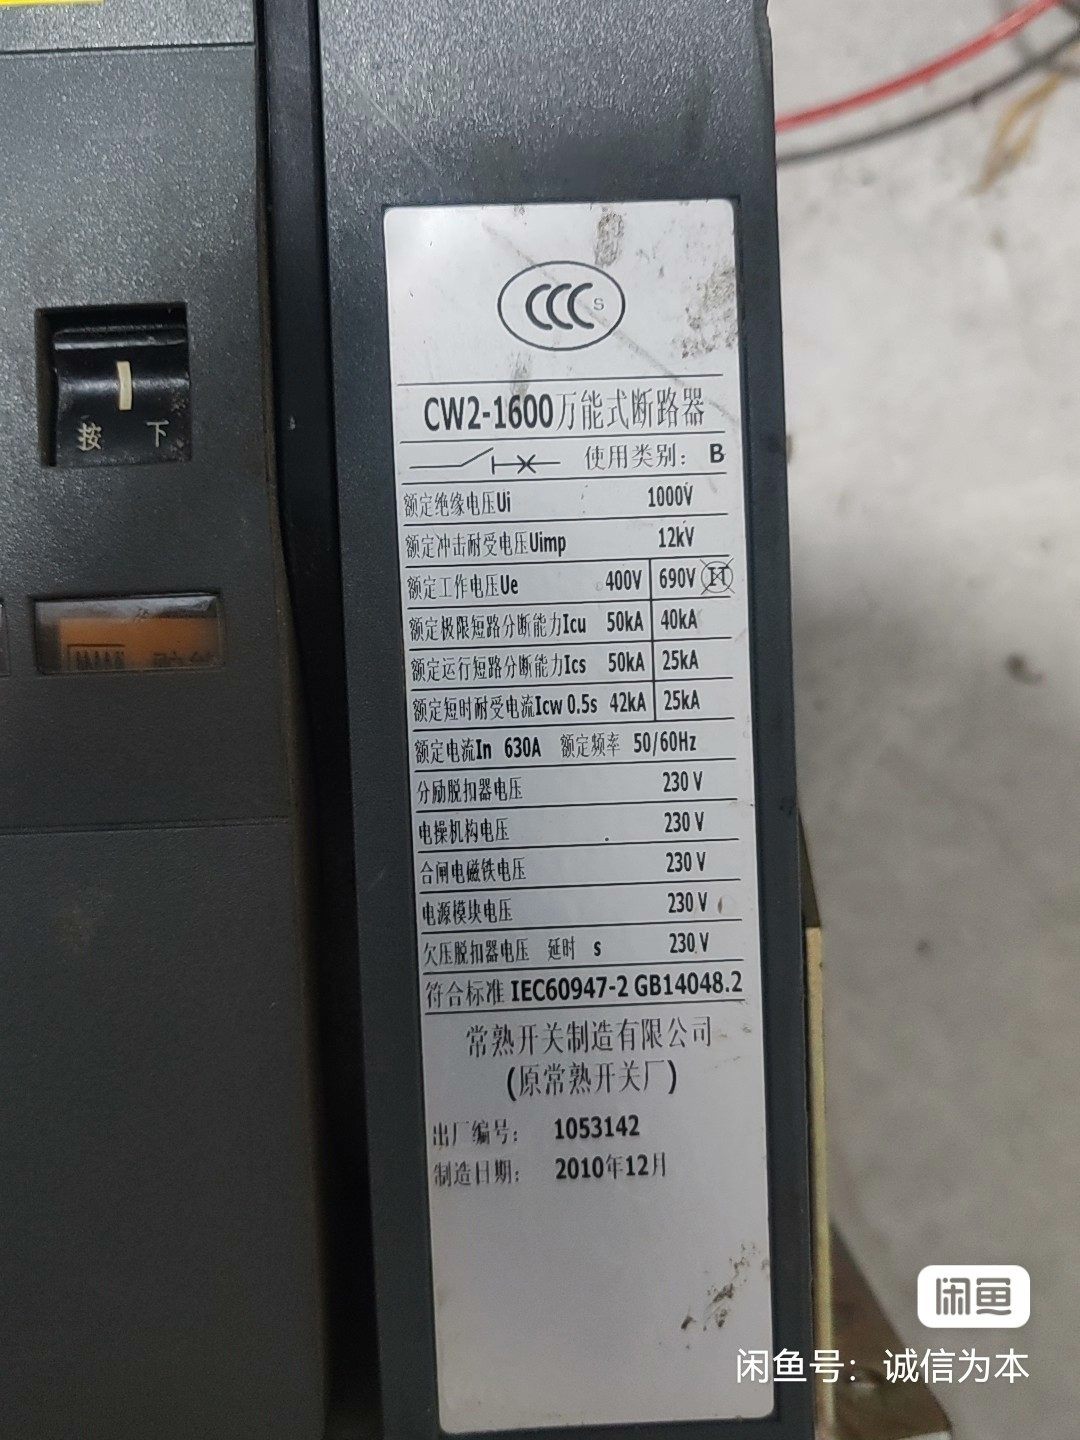 CCC S
CW2-1600万能式断路器
使用类别： B
额定绝缘电压Ui 1000V
额定冲击耐受电压Uimp 12kV
额定工作电压Ue 400V 690V IT
额定极限短路分断能力Icu 50kA 40kA
额定运行短路分断能力Ics 50kA 25kA
额定短时耐受电流Icw 0.5s 42kA 25kA
额定电流In 630A 额定频率 50/60Hz
分励脱扣器电压 230 V
电操机构电压 230 V
合闸电磁铁电压 230 V
电源模块电压 230 V
欠压脱扣器电压 延时 s 230 V
符合标准 IEC60947-2 GB14048.2
常熟开关制造有限公司
(原常熟开关厂)
出厂编号： 1053142
制造日期： 2010年12月
按 下
闲鱼
闲鱼号：诚信为本